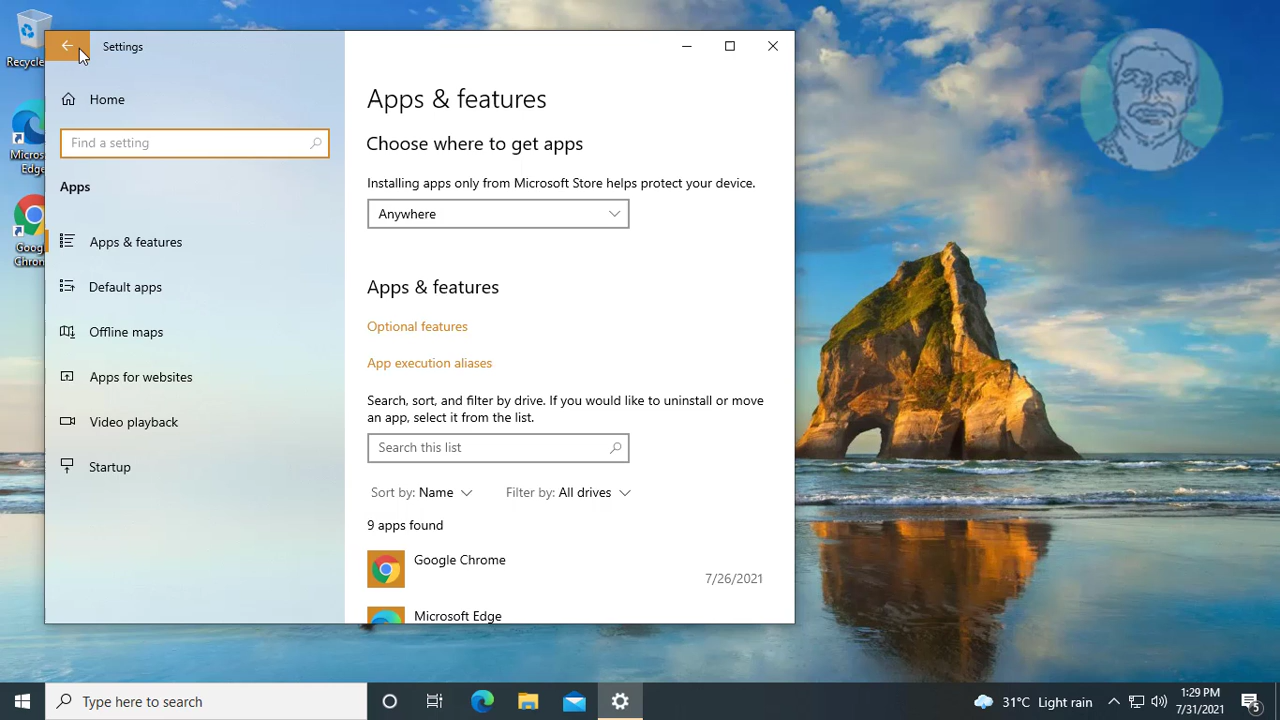 Recycle
Microso
Edge
Goog
Chron
Settings
Home
Find a setting
Apps
Apps & features
Default apps
Offline maps
Apps for websites
Video playback
Startup
Apps & features
Choose where to get apps
Installing apps only from Microsoft Store helps protect your device.
Anywhere
Apps & features
Optional features
App execution aliases
Search, sort, and filter by drive. If you would like to uninstall or move
an app, select it from the list.
Search this list
Sort by: Name
Filter by: All drives
9 apps found
Google Chrome
7/26/2021
Microsoft Edge
Type here to search
31°C Light rain
1:29 PM
7/31/2021
5